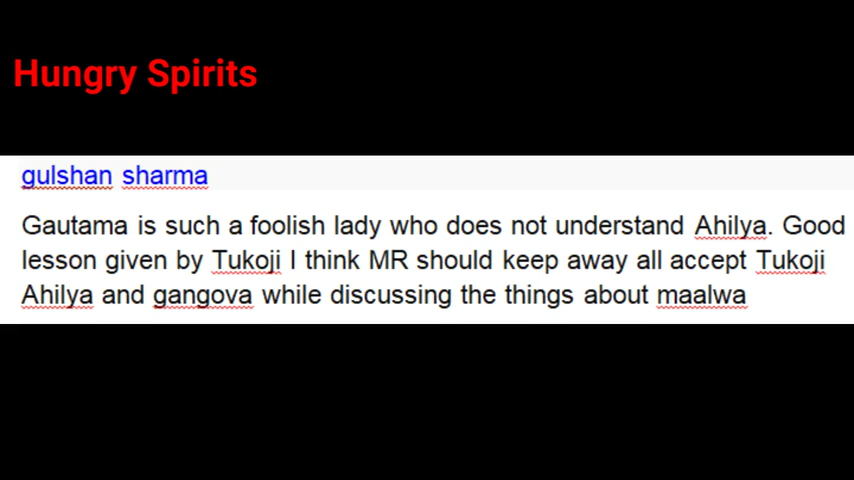 Hungry Spirits
gulshan sharma
Gautama is such a foolish lady who does not understand Ahilya. Good
lesson given by Tukoji I think MR should keep away all accept Tukoji
Ahilya and gangova while discussing the things about maalwa